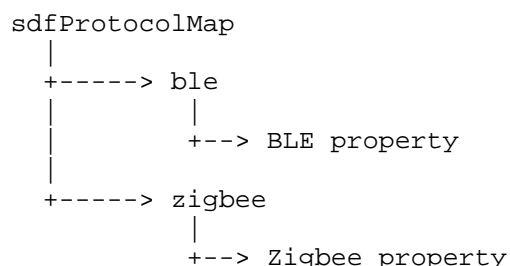 sdfProtocolMap
|
+-----> ble
|       |
|       +--> BLE property
|
+-----> zigbee
        |
        +--> Zigbee property